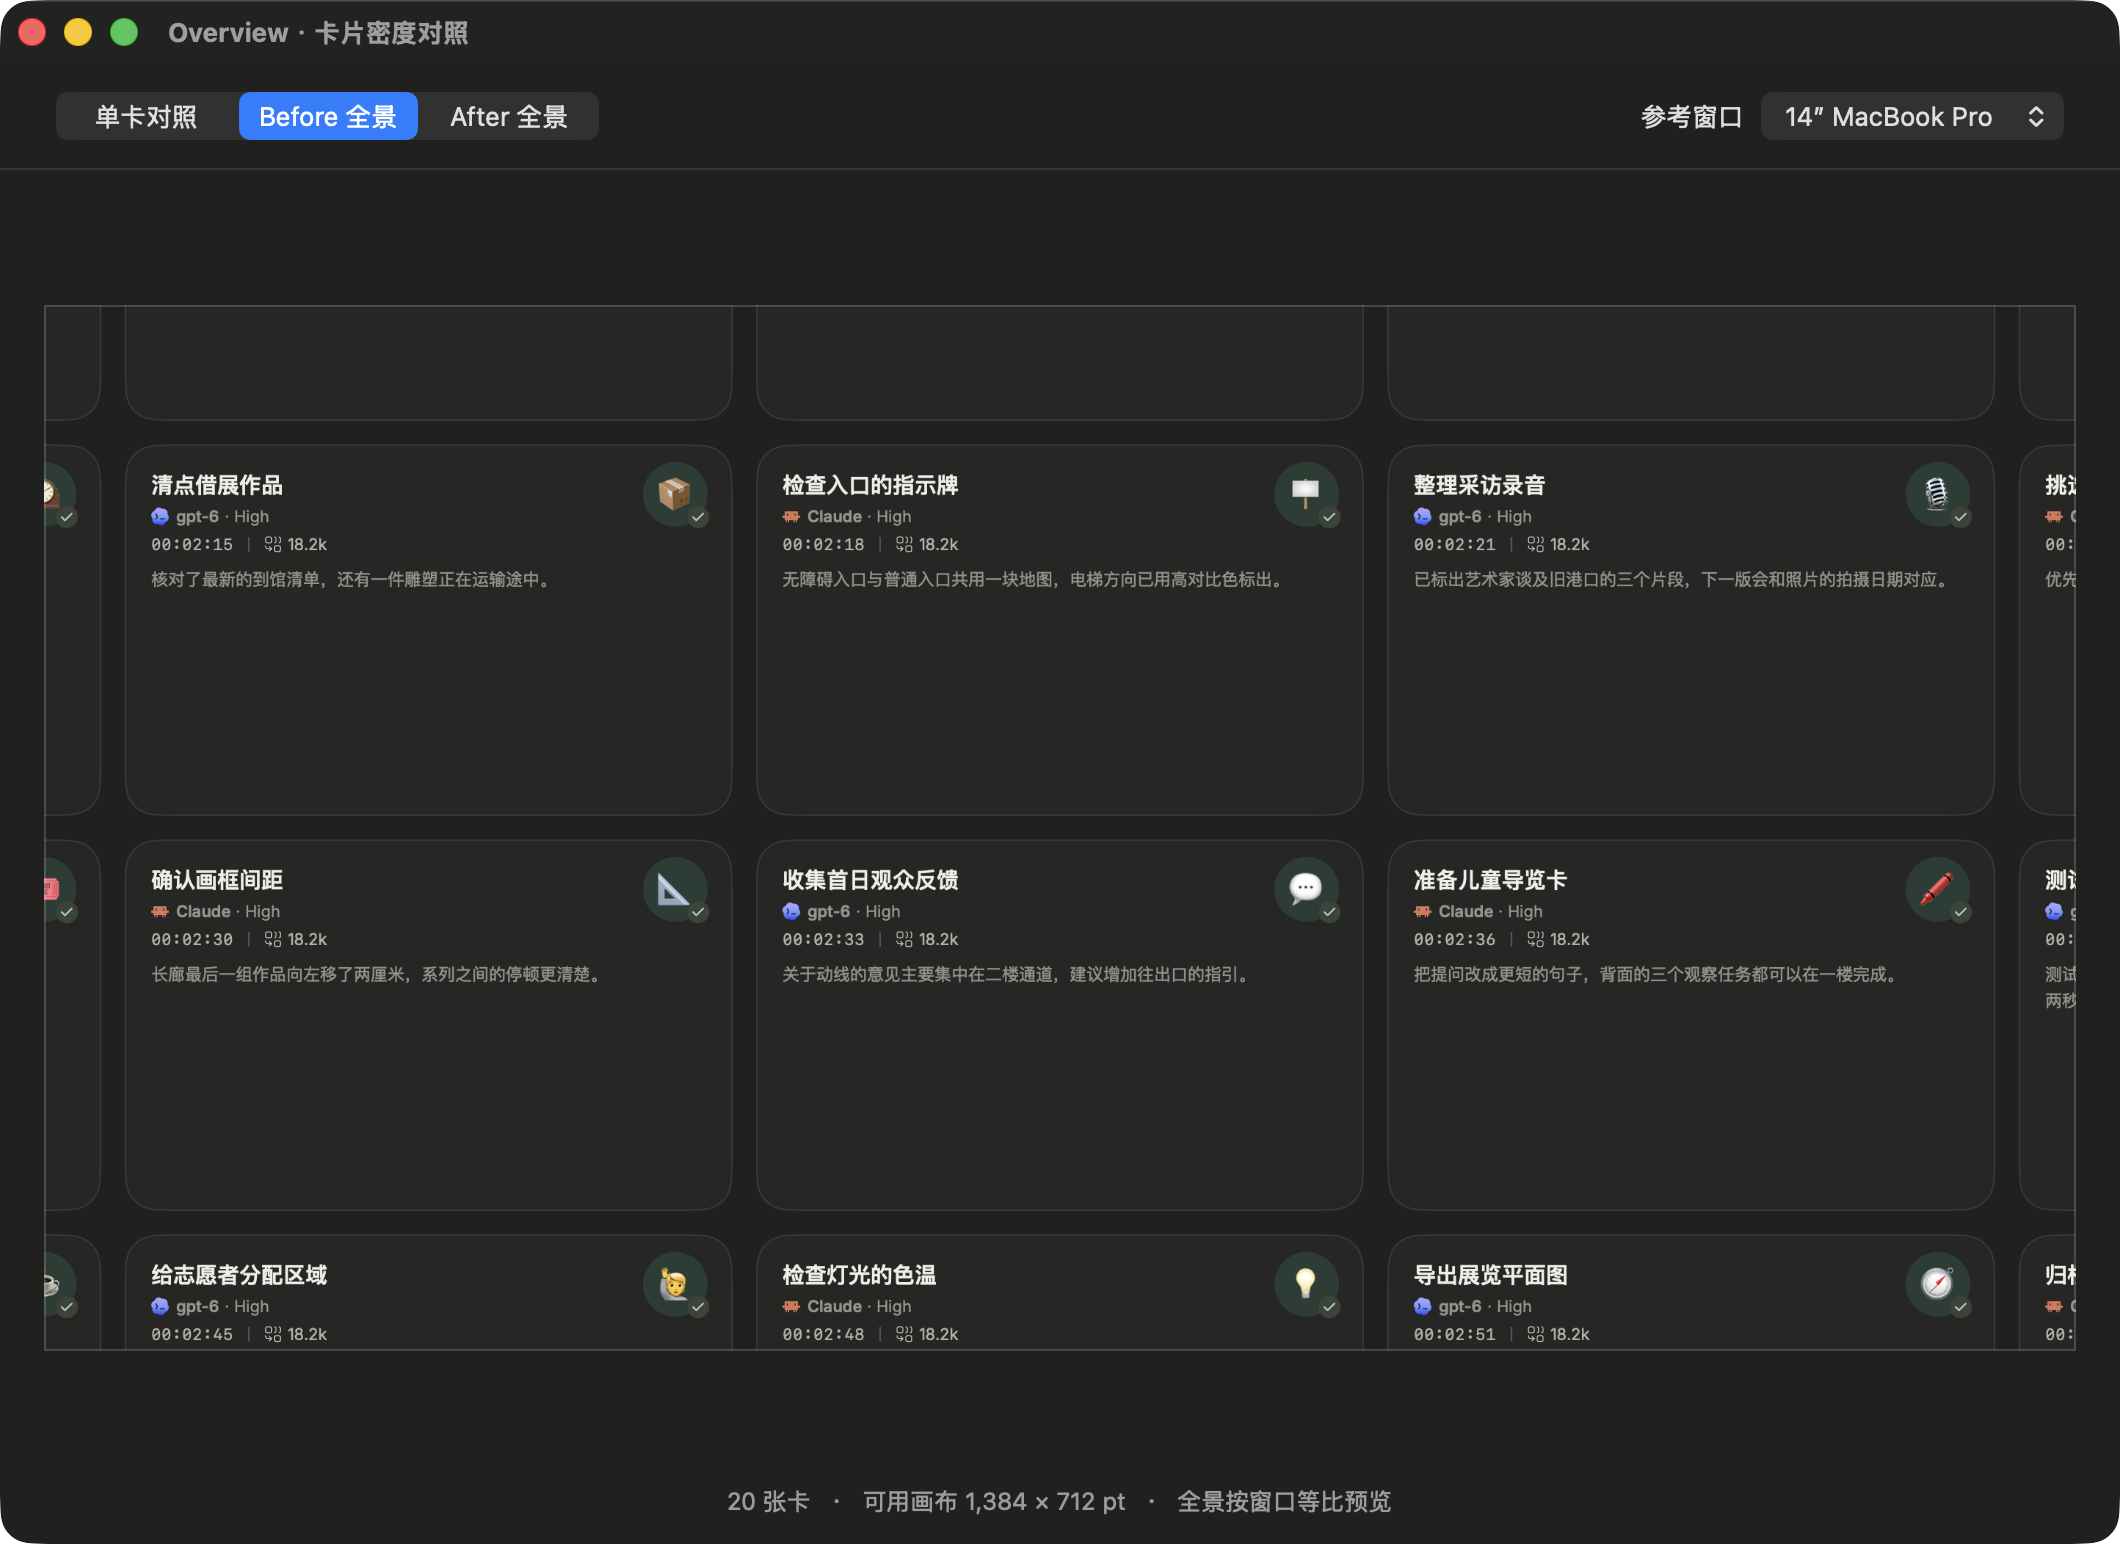 Overview · 卡片密度对照
单卡对照 Before 全景 After 全景 参考窗口 14″ MacBook Pro
清点借展作品
gpt-6 · High
00:02:15 | 18.2k
核对了最新的到馆清单，还有一件雕塑正在运输途中。
检查入口的指示牌
Claude · High
00:02:18 | 18.2k
无障碍入口与普通入口共用一块地图，电梯方向已用高对比色标出。
整理采访录音
gpt-6 · High
00:02:21 | 18.2k
已标出艺术家谈及旧港口的三个片段，下一版会和照片的拍摄日期对应。
00:
优先
确认画框间距
Claude · High
00:02:30 | 18.2k
长廊最后一组作品向左移了两厘米，系列之间的停顿更清楚。
收集首日观众反馈
gpt-6 · High
00:02:33 | 18.2k
关于动线的意见主要集中在二楼通道，建议增加往出口的指引。
准备儿童导览卡
Claude · High
00:02:36 | 18.2k
把提问改成更短的句子，背面的三个观察任务都可以在一楼完成。
测试
00:
测试
两秒
给志愿者分配区域
gpt-6 · High
00:02:45 | 18.2k
检查灯光的色温
Claude · High
00:02:48 | 18.2k
导出展览平面图
gpt-6 · High
00:02:51 | 18.2k
00:
20 张卡 · 可用画布 1,384 × 712 pt · 全景按窗口等比预览